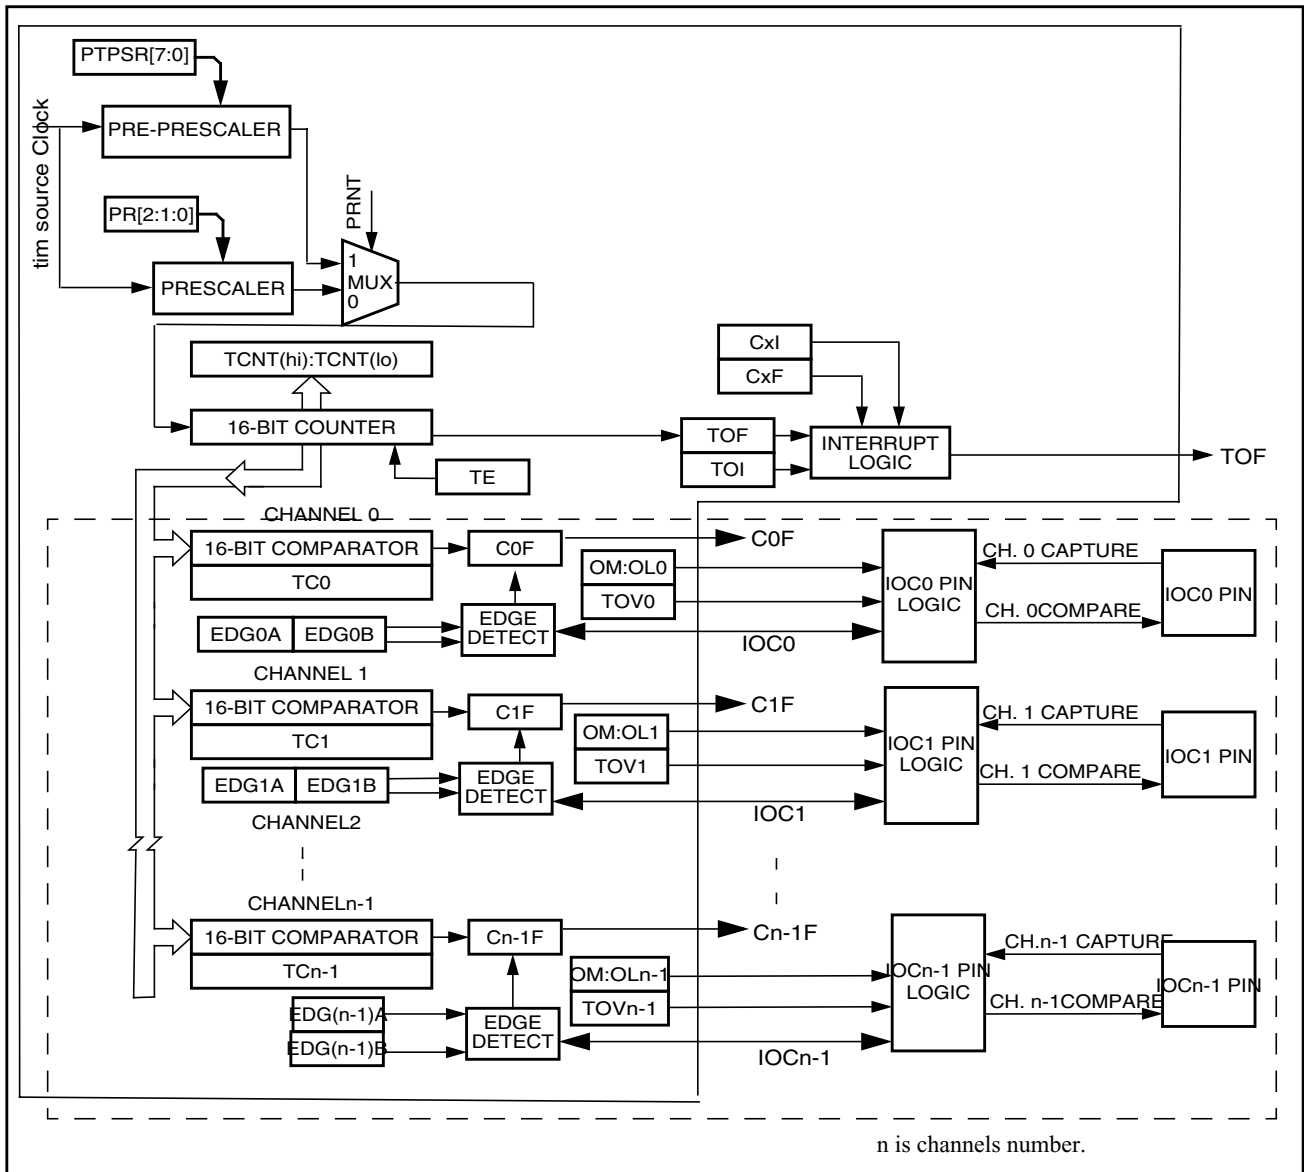 PTPSR[7:0]
tim source Clock
PRE-PRESCALER
PR[2:1:0]
PRNT
PRESCALER
1
MUX
0
TCNT(hi):TCNT(lo)
16-BIT COUNTER
TE
CxI
CxF
TOF
TOI
INTERRUPT
LOGIC
TOF
CHANNEL 0
16-BIT COMPARATOR
TC0
C0F
C0F
OM:OL0
TOV0
EDG0A
EDG0B
EDGE
DETECT
IOC0
IOC0 PIN
LOGIC
CH. 0 CAPTURE
CH. 0COMPARE
IOC0 PIN
CHANNEL 1
16-BIT COMPARATOR
TC1
C1F
C1F
OM:OL1
TOV1
EDG1A
EDG1B
EDGE
DETECT
IOC1
IOC1 PIN
LOGIC
CH. 1 CAPTURE
CH. 1 COMPARE
IOC1 PIN
CHANNEL2
CHANNELn-1
16-BIT COMPARATOR
TCn-1
Cn-1F
Cn-1F
OM:OLn-1
TOVn-1
EDG(n-1)A
EDG(n-1)B
EDGE
DETECT
IOCn-1
IOCn-1 PIN
LOGIC
CH.n-1 CAPTURE
CH. n-1COMPARE
IOCn-1 PIN
n is channels number.